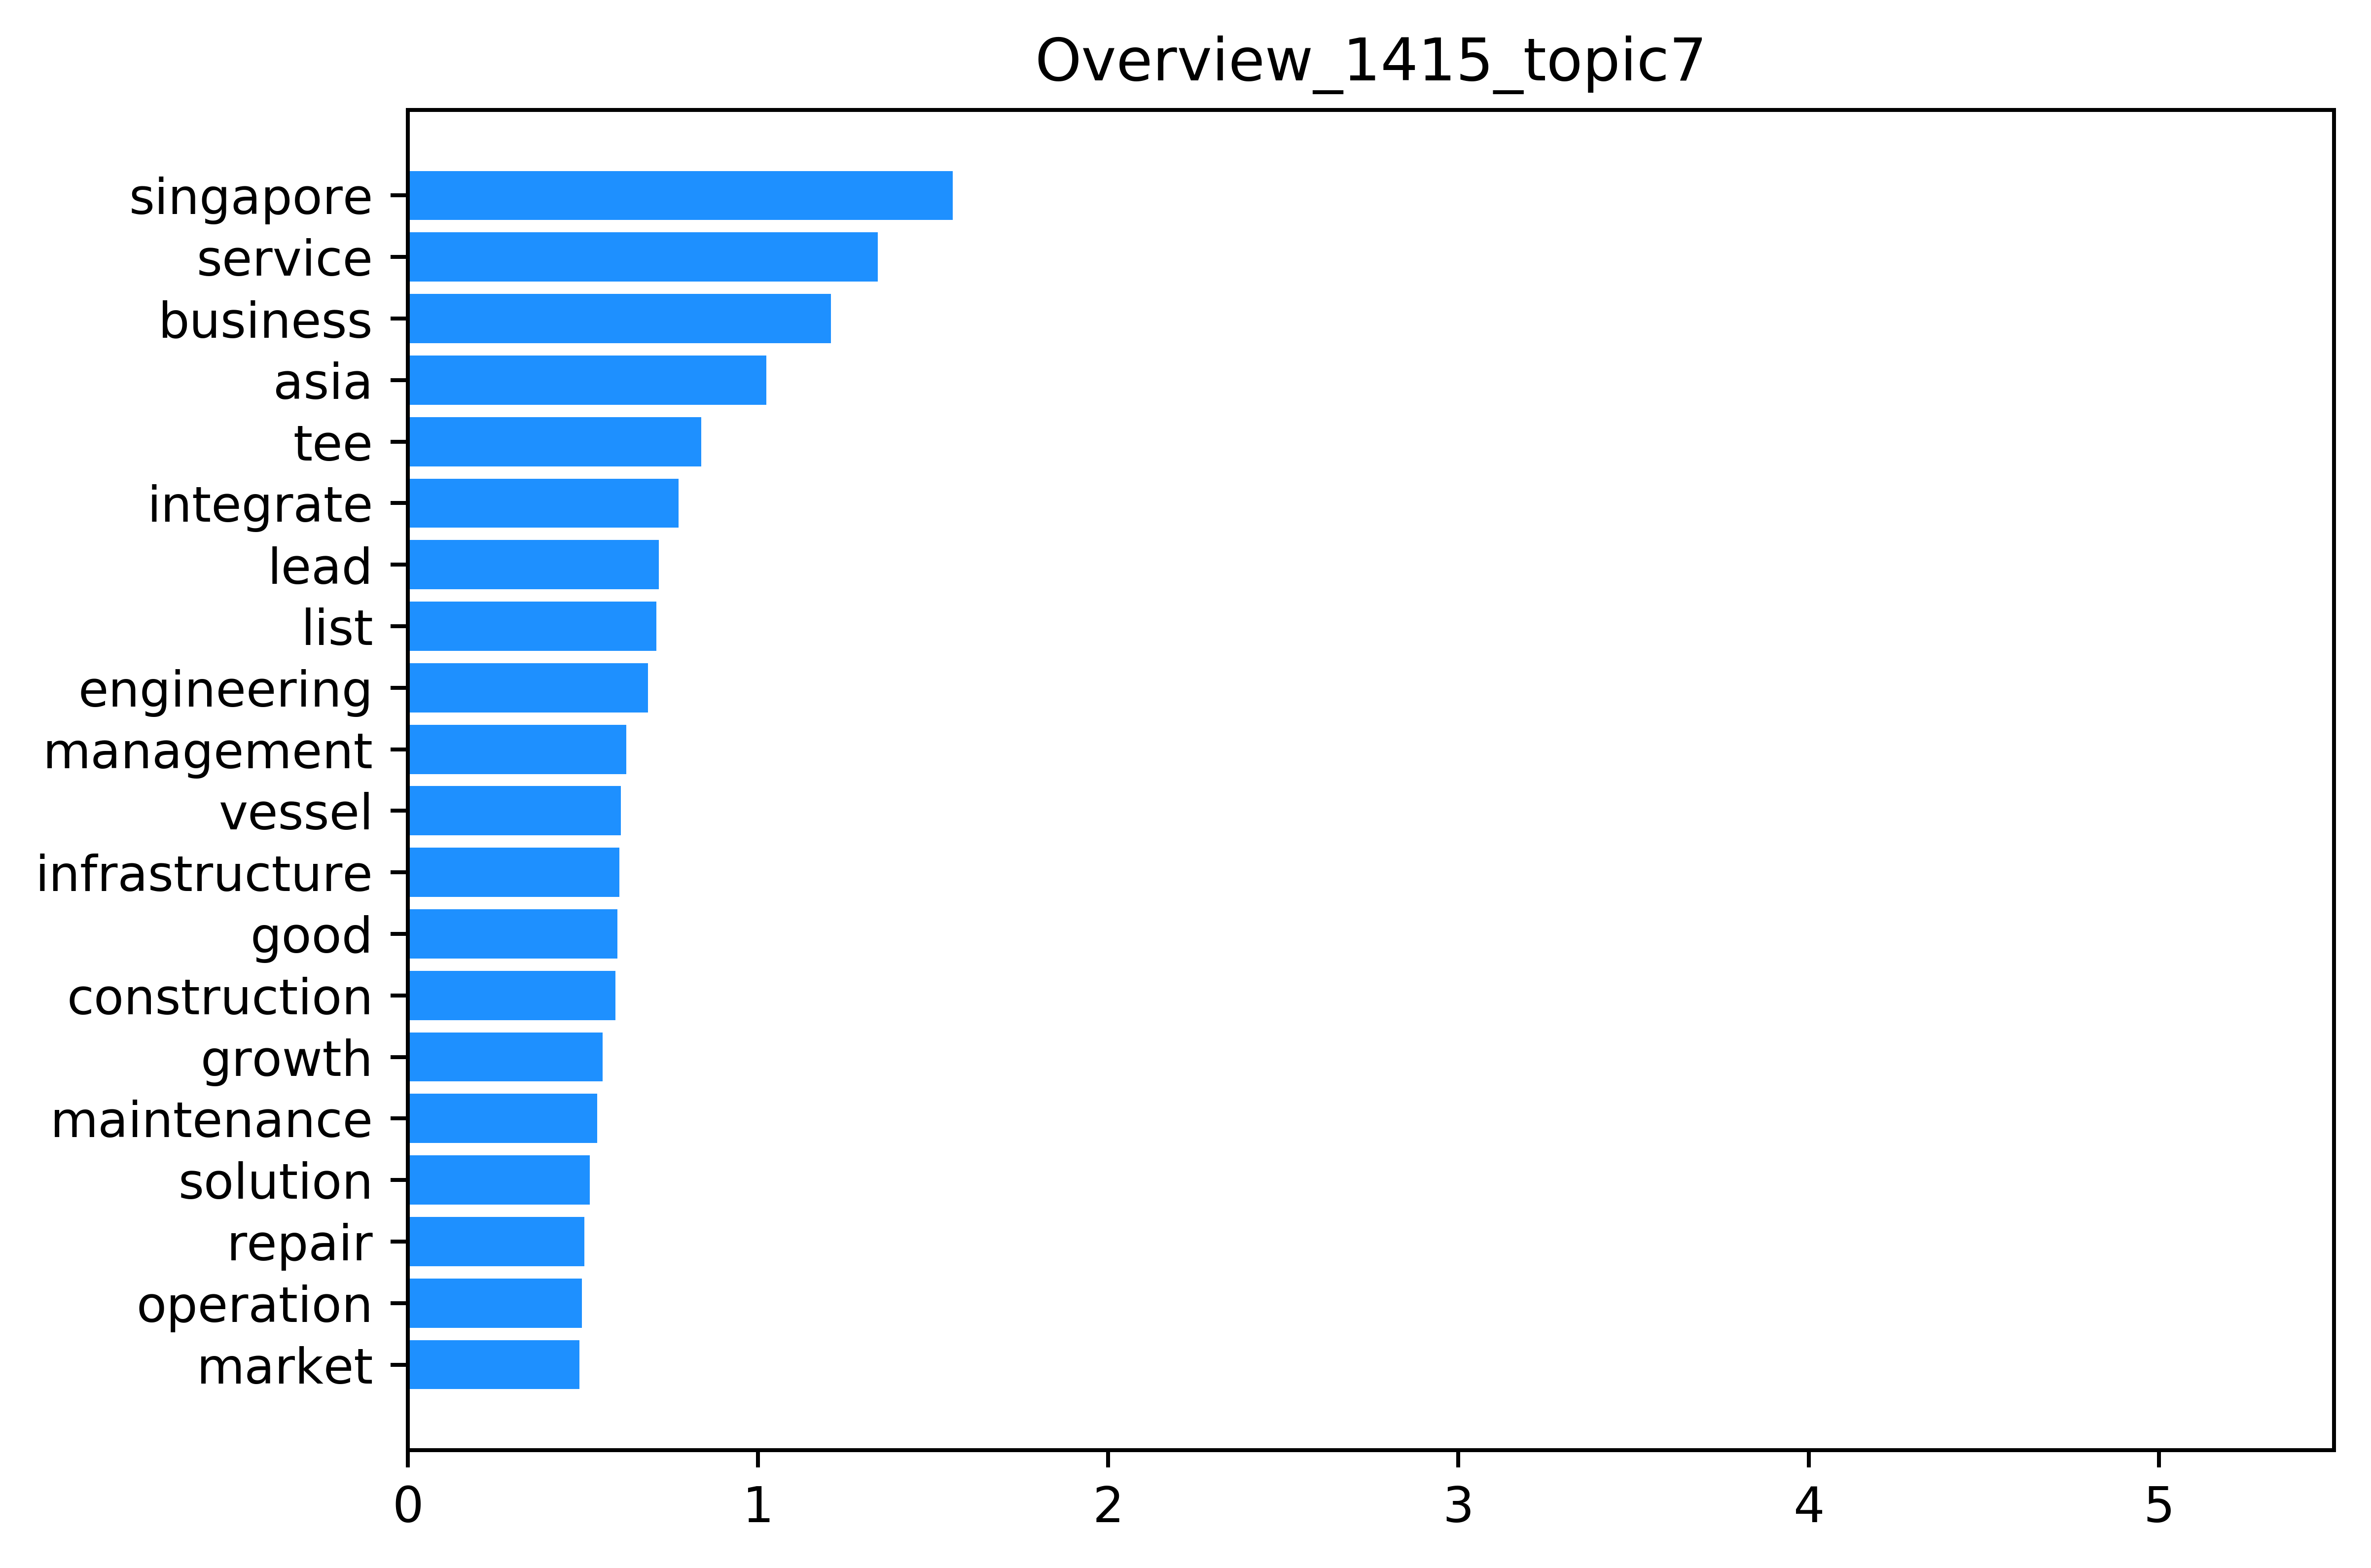 Overview_1415_topic7
singapore
service
business
asia
tee
integrate
lead
list
engineering
management
vessel
infrastructure
good
construction
growth
maintenance
solution
repair
operation
market
0 1 2 3 4 5